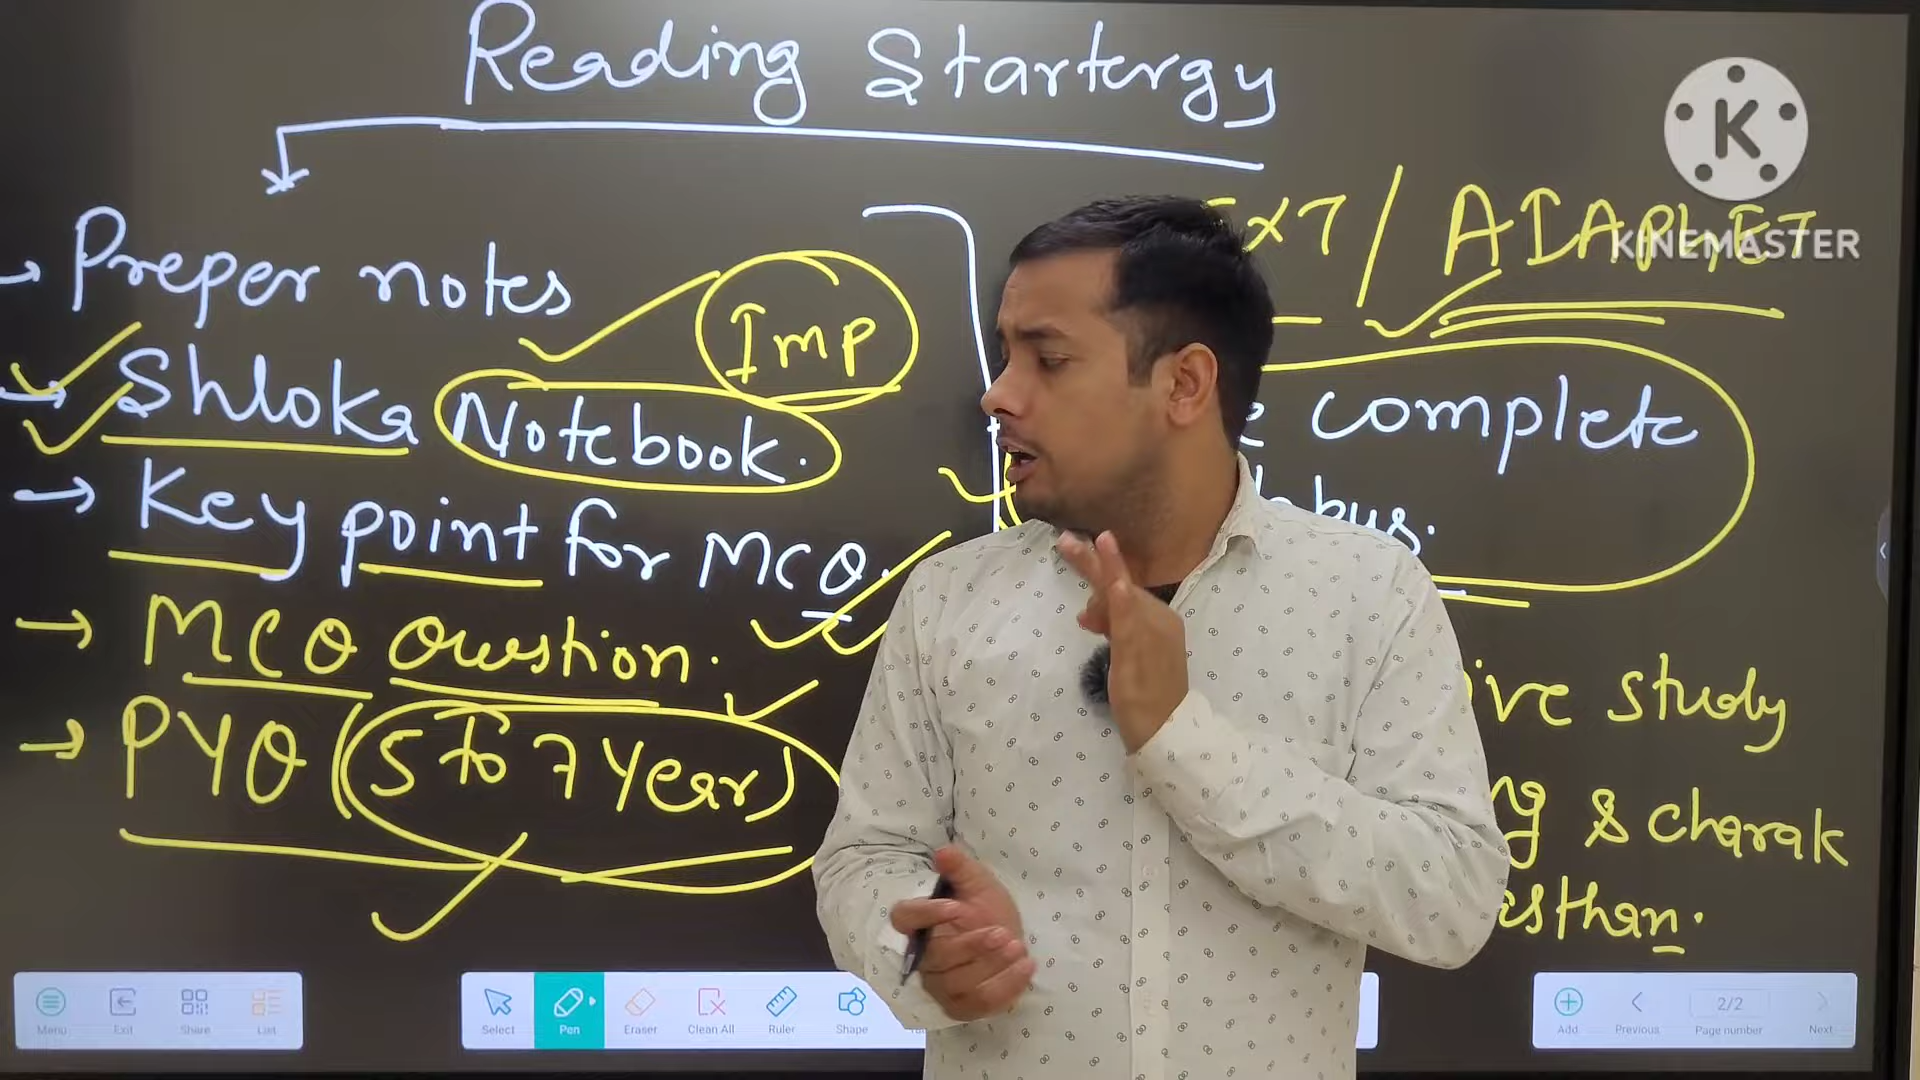 Reading Startergy
→ Preper notes
Imp
→ Shloka Notebook.
→ Key point for MCQ.
→ MCQ Question.
→ PYQ (5 to 7 Year)
/ AIAPGET
complete
study
& charak
K
KINEMASTER
Menu
Exit
Share
List
Select
Pen
Eraser
Clean All
Ruler
Shape
Add
Previous
2/2
Page number
Next